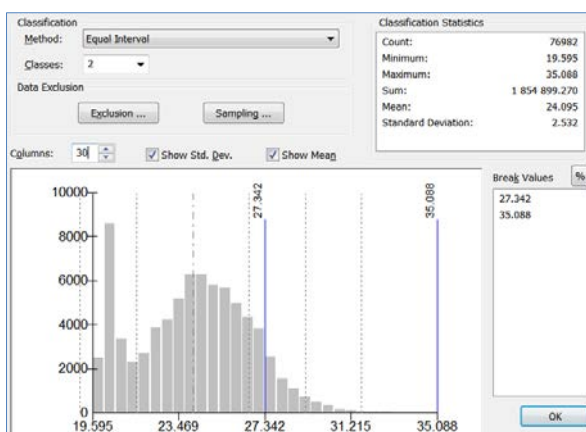 Classification
Method: Equal Interval
Classes: 2
Data Exclusion
Exclusion ... Sampling ...
Columns: 30 Show Std. Dev. Show Mean
Classification Statistics
Count: 76982
Minimum: 19.595
Maximum: 35.088
Sum: 1 854 899.270
Mean: 24.095
Standard Deviation: 2.532
Break Values %
27.342
35.088
27.342 35.088
10000
8000
6000
4000
2000
0
19.595 23.469 27.342 31.215 35.088
OK